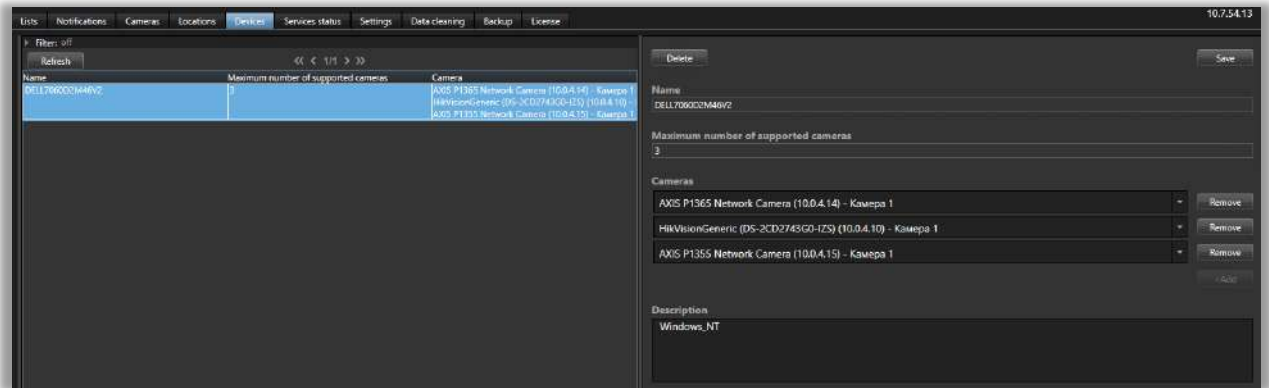 Lists Notifications Cameras Locations Devices Services status Settings Data cleaning Backup License 10.7.54.13
Filter: off
Refresh 1/1
Name Maximum number of supported cameras Camera
DELL7060D2M46V2 3 AXIS P1365 Network Camera (10.0.4.14) - Камера 1
HikVisionGeneric (DS-2CD2743G0-IZS) (10.0.4.10) -
AXIS P1355 Network Camera (10.0.4.15) - Камера 1
Delete Save
Name
DELL7060D2M46V2
Maximum number of supported cameras
3
Cameras
AXIS P1365 Network Camera (10.0.4.14) - Камера 1 Remove
HikVisionGeneric (DS-2CD2743G0-IZS) (10.0.4.10) - Камера 1 Remove
AXIS P1355 Network Camera (10.0.4.15) - Камера 1 Remove
+Add
Description
Windows_NT